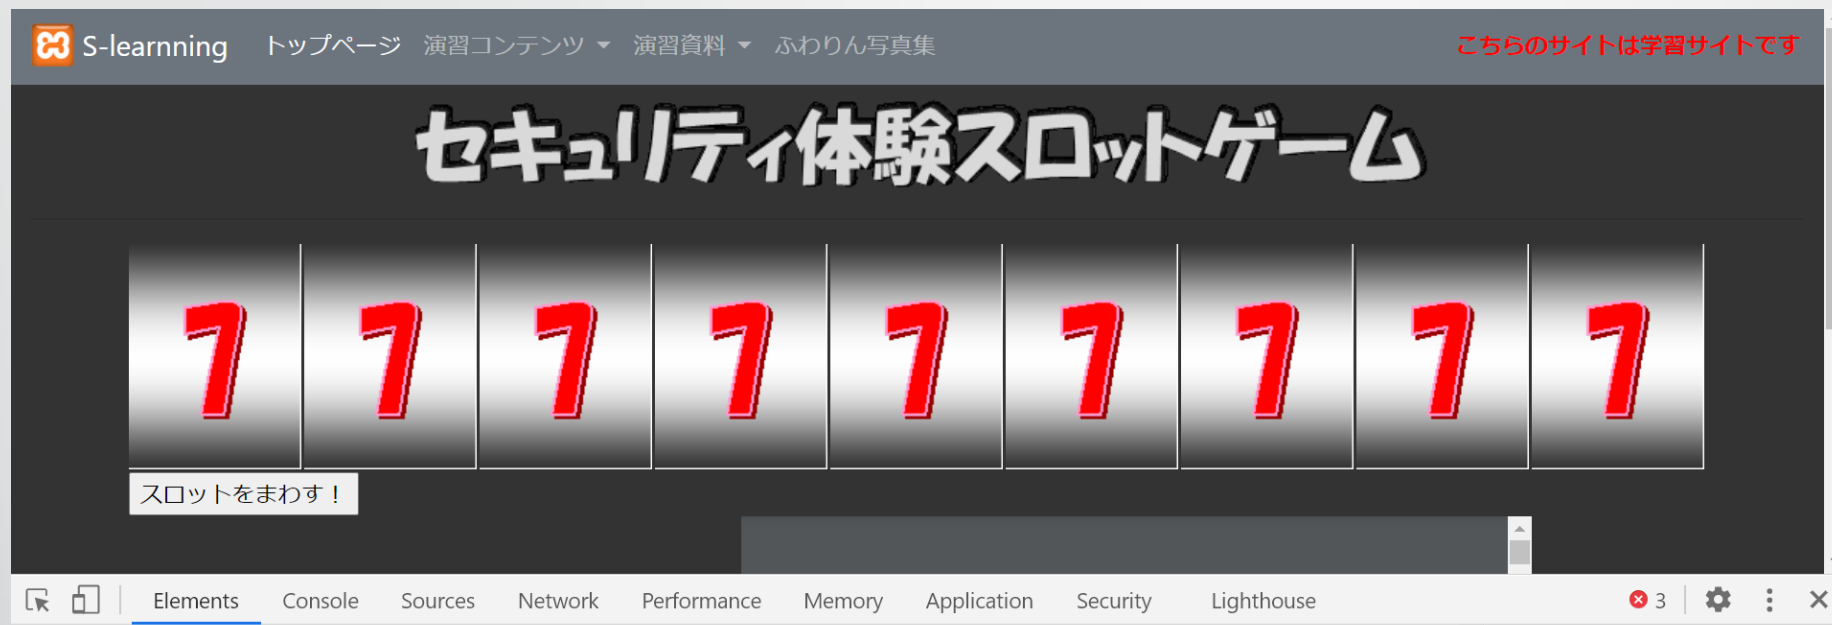 S-learnning トップページ 演習コンテンツ 演習資料 ふわりん写真集 こちらのサイトは学習サイトです
セキュリティ体験スロットゲーム
7 7 7 7 7 7 7 7 7
スロットをまわす！
Elements Console Sources Network Performance Memory Application Security Lighthouse 3